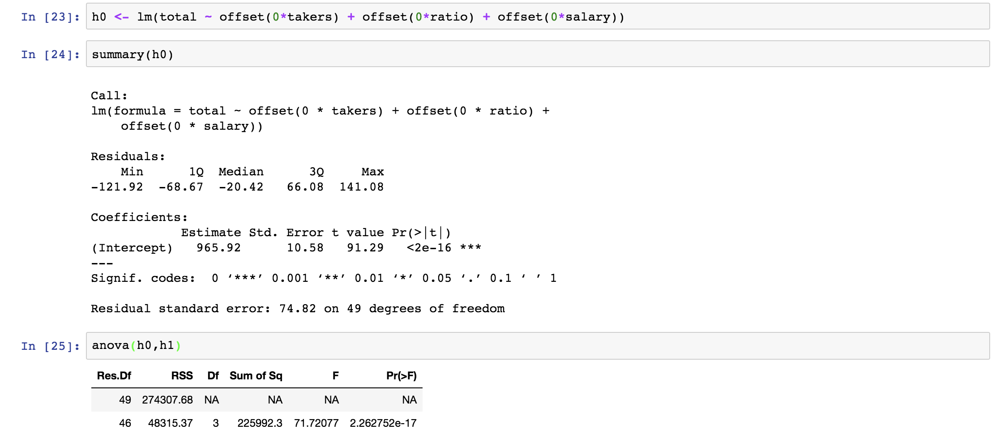 In [23]: h0 <- lm(total ~ offset(0*takers) + offset(0*ratio) + offset(0*salary))
In [24]: summary(h0)
Call:
lm(formula = total ~ offset(0 * takers) + offset(0 * ratio) +
    offset(0 * salary))
Residuals:
    Min      1Q  Median      3Q     Max
-121.92  -68.67  -20.42   66.08  141.08
Coefficients:
            Estimate Std. Error t value Pr(>|t|)
(Intercept)   965.92      10.58   91.29   <2e-16 ***
---
Signif. codes:  0 ‘***’ 0.001 ‘**’ 0.01 ‘*’ 0.05 ‘.’ 0.1 ‘ ’ 1
Residual standard error: 74.82 on 49 degrees of freedom
In [25]: anova(h0,h1)
Res.Df RSS Df Sum of Sq F Pr(>F)
49 274307.68 NA NA NA NA
46 48315.37 3 225992.3 71.72077 2.262752e-17